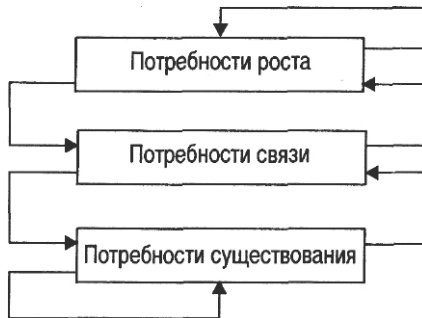 Потребности роста
Потребности связи
Потребности существования